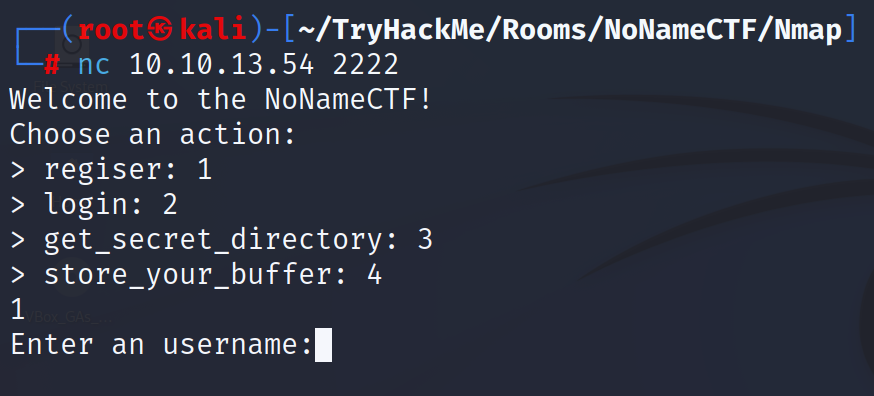 ┌──(root㉿kali)-[~/TryHackMe/Rooms/NoNameCTF/Nmap]
└─# nc 10.10.13.54 2222
Welcome to the NoNameCTF!
Choose an action:
> regiser: 1
> login: 2
> get_secret_directory: 3
> store_your_buffer: 4
1
Enter an username: